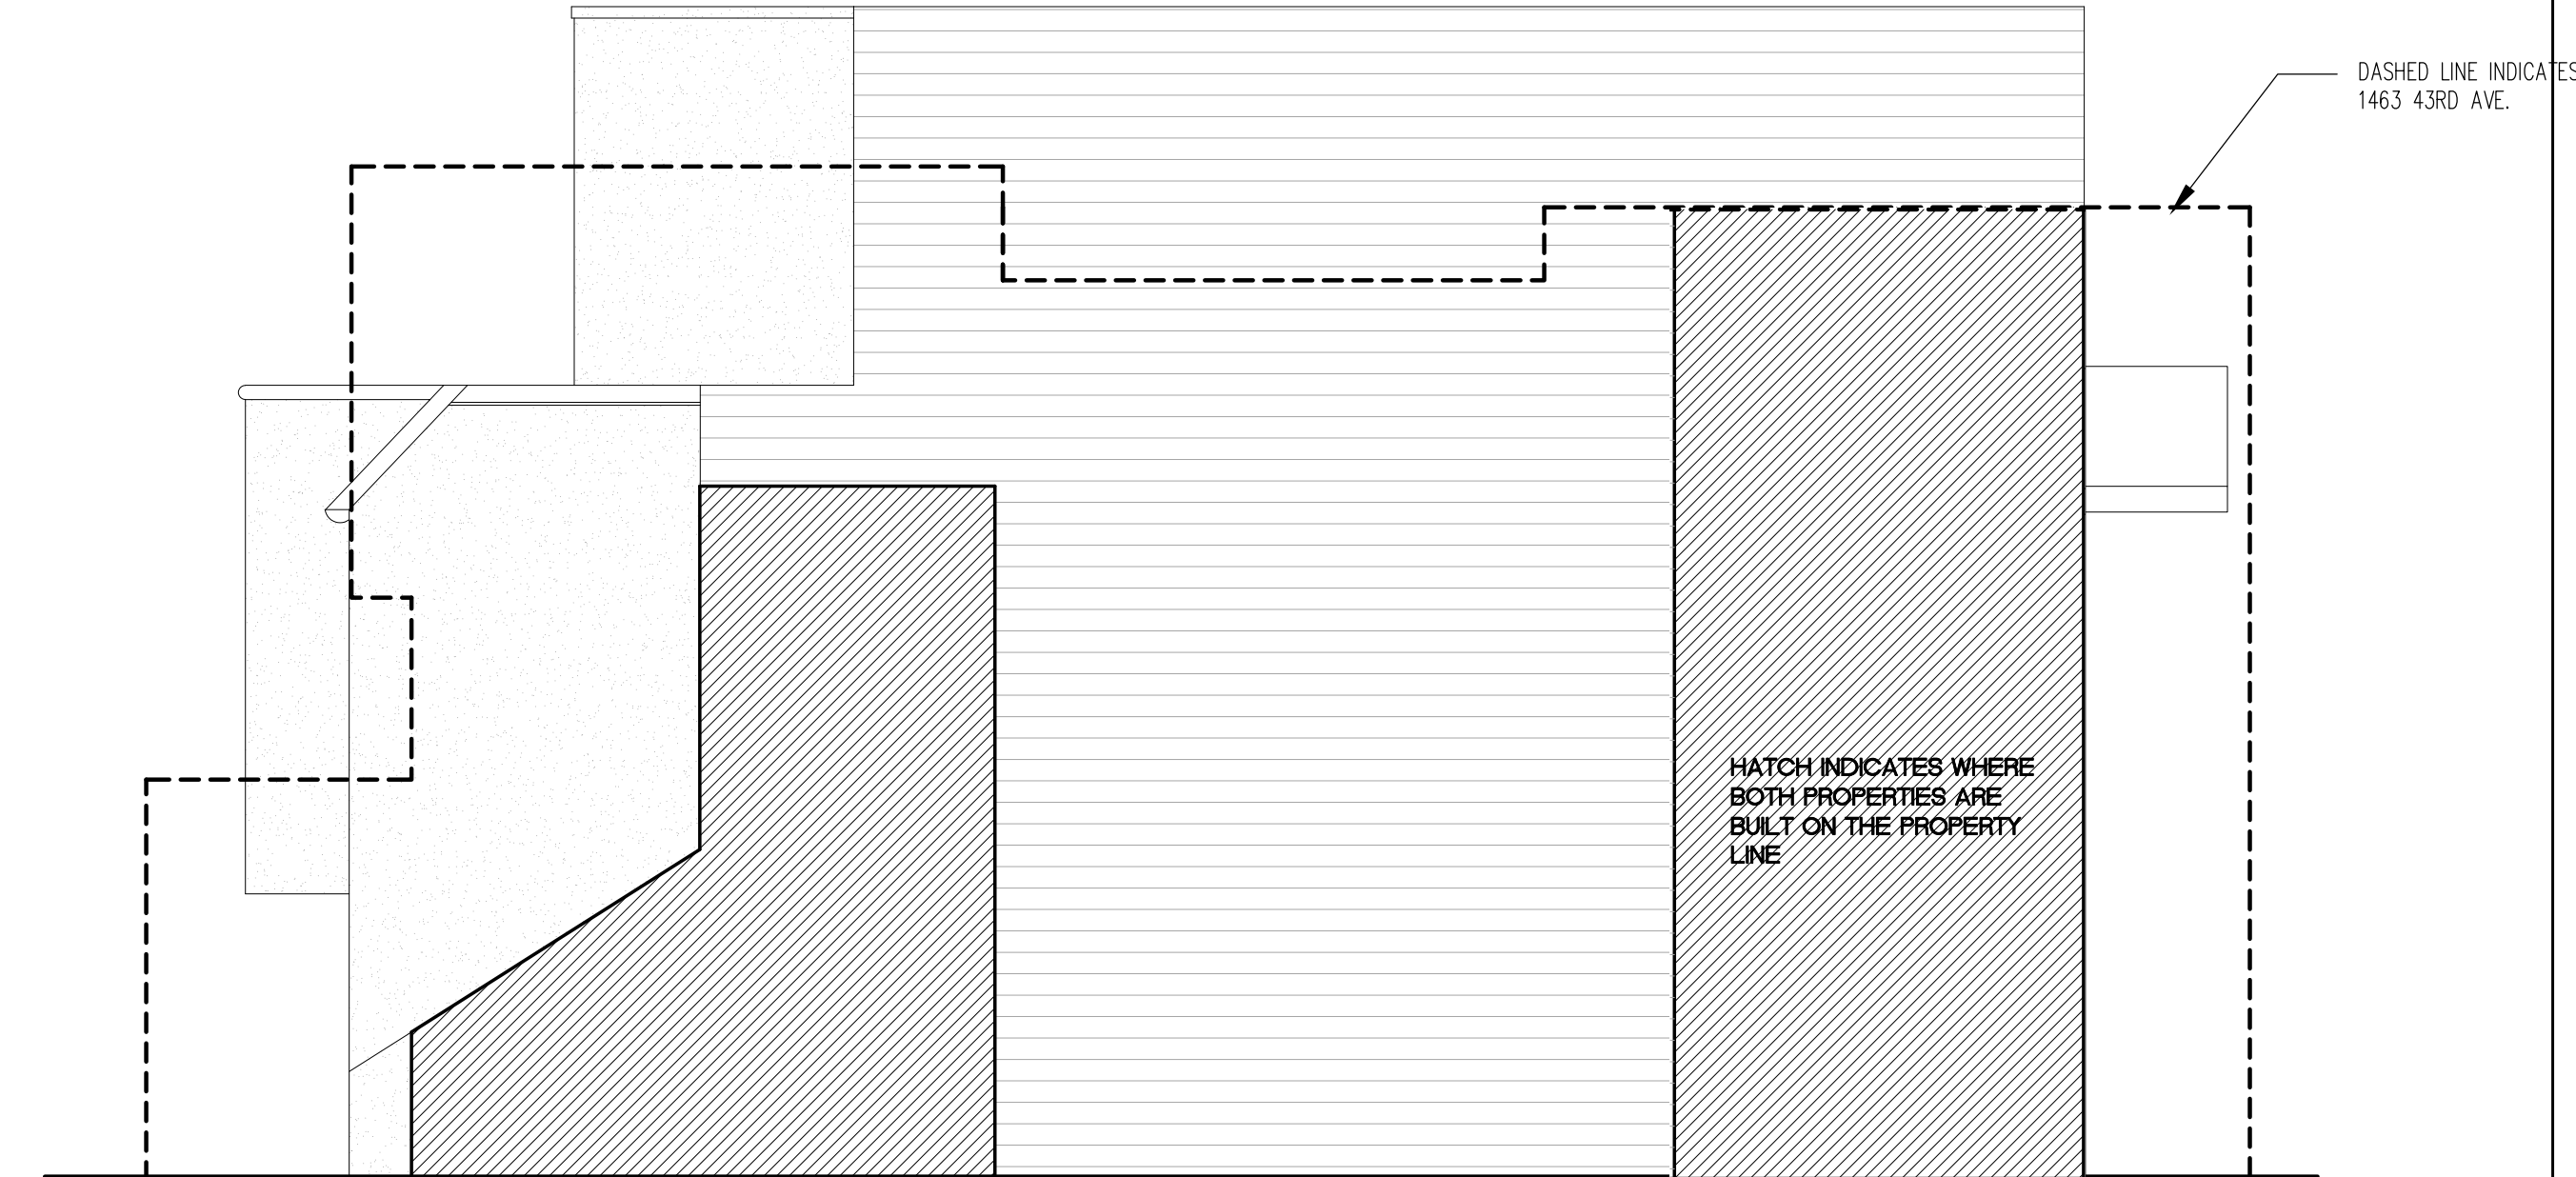 DASHED LINE INDICATES
1463 43RD AVE.
HATCH INDICATES WHERE
BOTH PROPERTIES ARE
BUILT ON THE PROPERTY
LINE